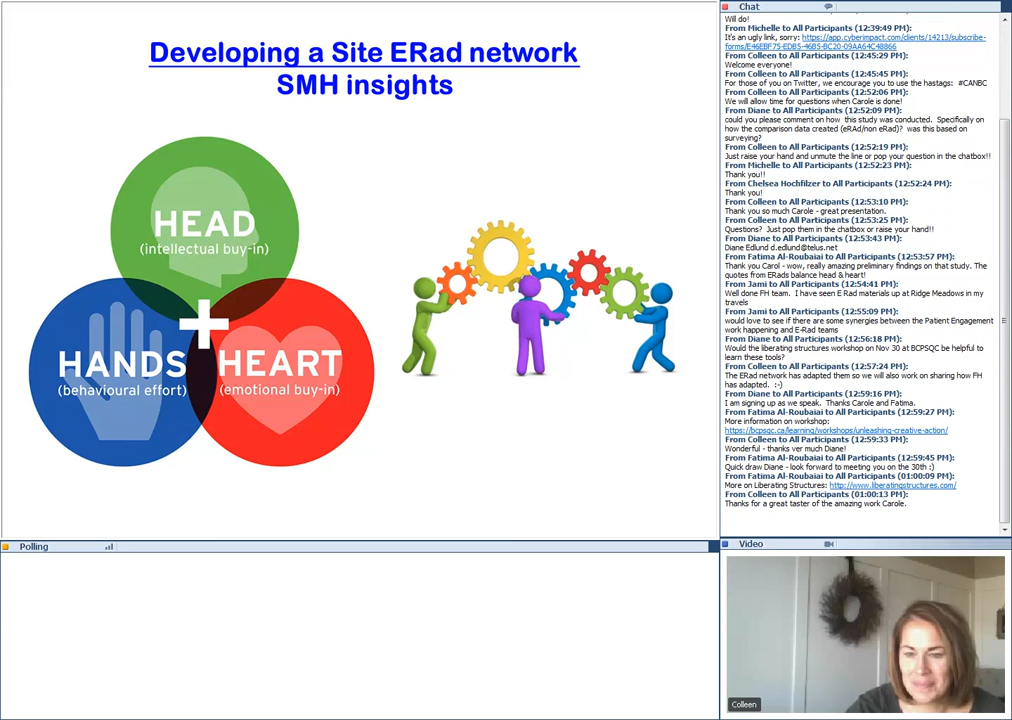 Developing a Site ERad network
SMH insights
HEAD
(intellectual buy-in)
HANDS
(behavioural effort)
HEART
(emotional buy-in)
Polling
Chat
Will do!
From Michelle to All Participants (12:39:49 PM):
It's an ugly link, sorry: https://app.cyberimpact.com/clients/14213/subscribe-
forms/E46EBF75-EDB5-46B5-BC20-09AA64C48866
From Colleen to All Participants (12:45:29 PM):
Welcome everyone!
From Colleen to All Participants (12:45:45 PM):
For those of you on Twitter, we encourage you to use the hastags: #CANBC
From Colleen to All Participants (12:52:06 PM):
We will allow time for questions when Carole is done!
From Diane to All Participants (12:52:09 PM):
could you please comment on how this study was conducted. Specifically on
how the comparison data created (eRAd/non eRad)? was this based on
surveying?
From Colleen to All Participants (12:52:19 PM):
Just raise your hand and unmute the line or pop your question in the chatbox!!
From Michelle to All Participants (12:52:23 PM):
Thank you!!
From Chelsea Hochfilzer to All Participants (12:52:24 PM):
Thank you!
From Colleen to All Participants (12:53:10 PM):
Thank you so much Carole - great presentation.
From Colleen to All Participants (12:53:25 PM):
Questions? Just pop them in the chatbox or raise your hand!!
From Diane to All Participants (12:53:43 PM):
Diane Edlund d.edlund@telus.net
From Fatima Al-Roubaiai to All Participants (12:53:57 PM):
Thank you Carol - wow, really amazing preliminary findings on that study. The
quotes from ERads balance head & heart!
From Jami to All Participants (12:54:41 PM):
Well done FH team. I have seen E Rad materials up at Ridge Meadows in my
travels
From Jami to All Participants (12:55:09 PM):
would love to see if there are some synergies between the Patient Engagement
work happening and E-Rad teams
From Diane to All Participants (12:56:18 PM):
Would the liberating structures workshop on Nov 30 at BCPSQC be helpful to
learn these tools?
From Colleen to All Participants (12:57:24 PM):
The ERad network has adapted them so we will also work on sharing how FH
has adapted. :-)
From Diane to All Participants (12:59:16 PM):
I am signing up as we speak. Thanks Carole and Fatima.
From Fatima Al-Roubaiai to All Participants (12:59:27 PM):
More information on workshop:
https://bcpsqc.ca/learning/workshops/unleashing-creative-action/
From Colleen to All Participants (12:59:33 PM):
Wonderful - thanks ver much Diane!
From Fatima Al-Roubaiai to All Participants (12:59:45 PM):
Quick draw Diane - look forward to meeting you on the 30th :)
From Fatima Al-Roubaiai to All Participants (01:00:09 PM):
More on Liberating Structures: http://www.liberatingstructures.com/
From Colleen to All Participants (01:00:13 PM):
Thanks for a great taster of the amazing work Carole.
Video
Colleen